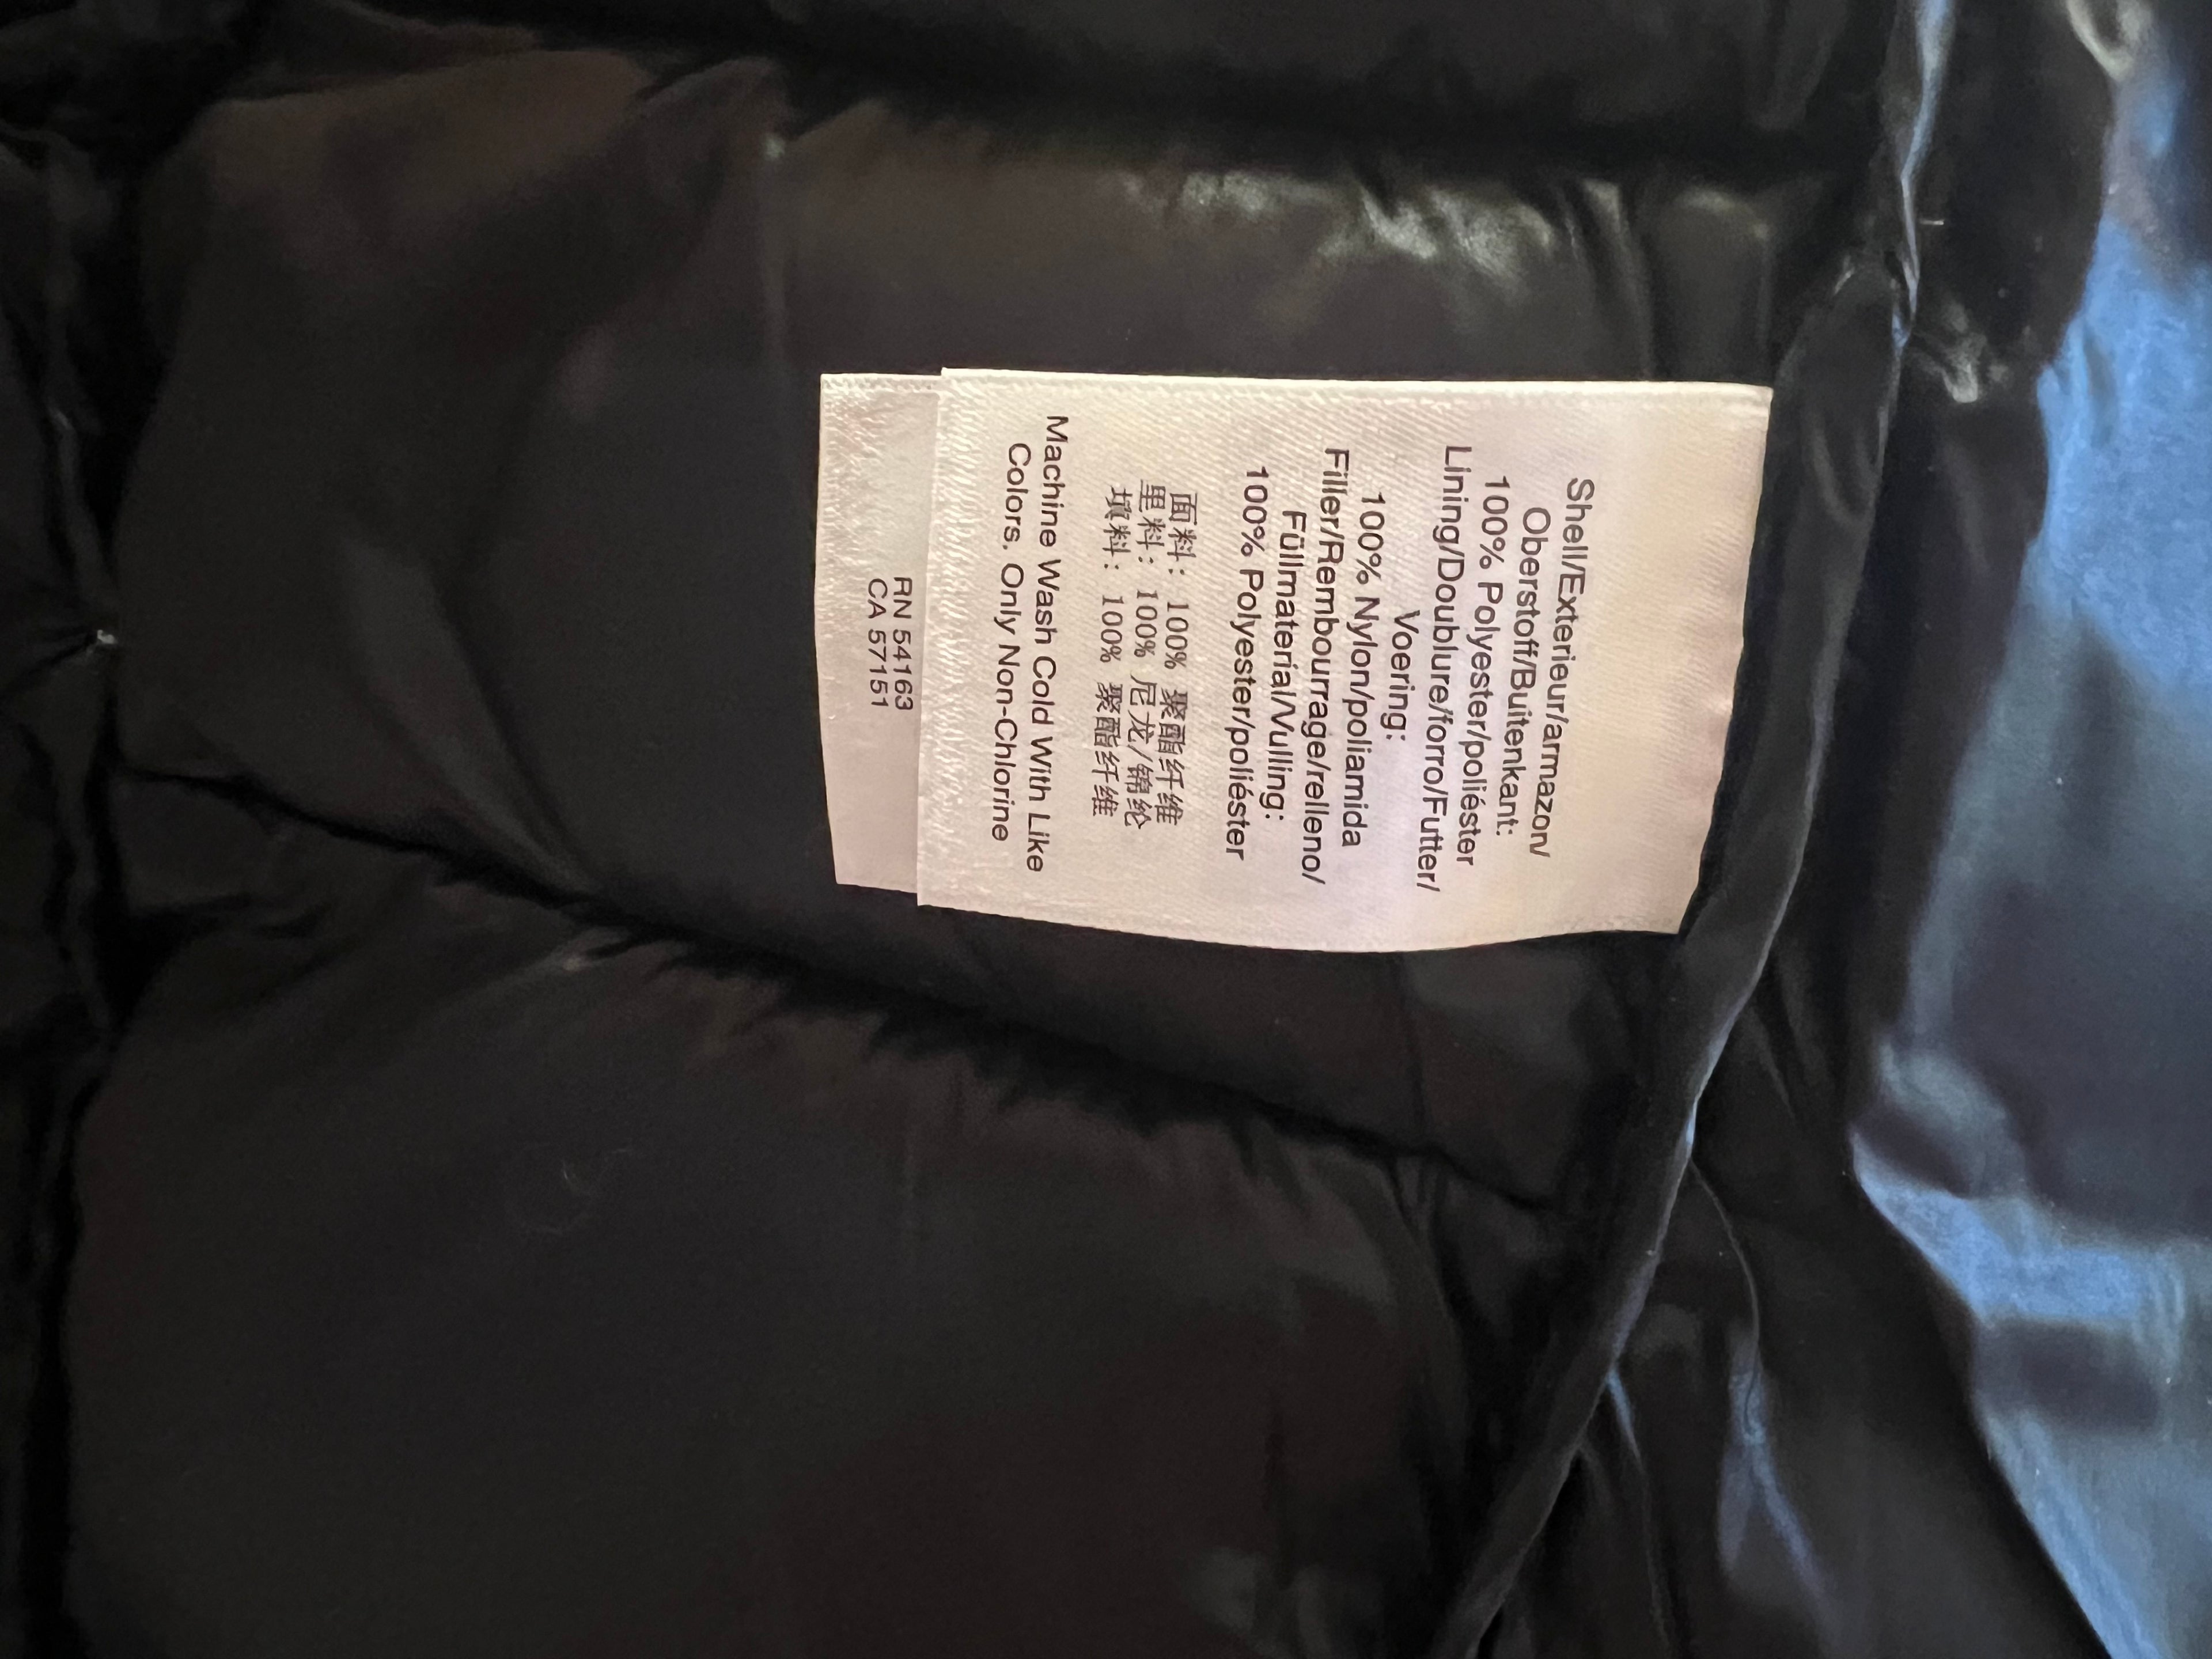 Shell/Exterieur/armazon/
Oberstoff/Buitenkant:
100% Polyester/poliéster
Lining/Doublure/forro/Futter/
Voering:
100% Nylon/poliamida
Filler/Rembourrage/relleno/
Füllmaterial/Vulling:
100% Polyester/poliéster
面料：100% 聚酯纤维
里料：100% 尼龙/锦纶
填料：100% 聚酯纤维
Machine Wash Cold With Like
Colors. Only Non-Chlorine
RN 54163
CA 57151